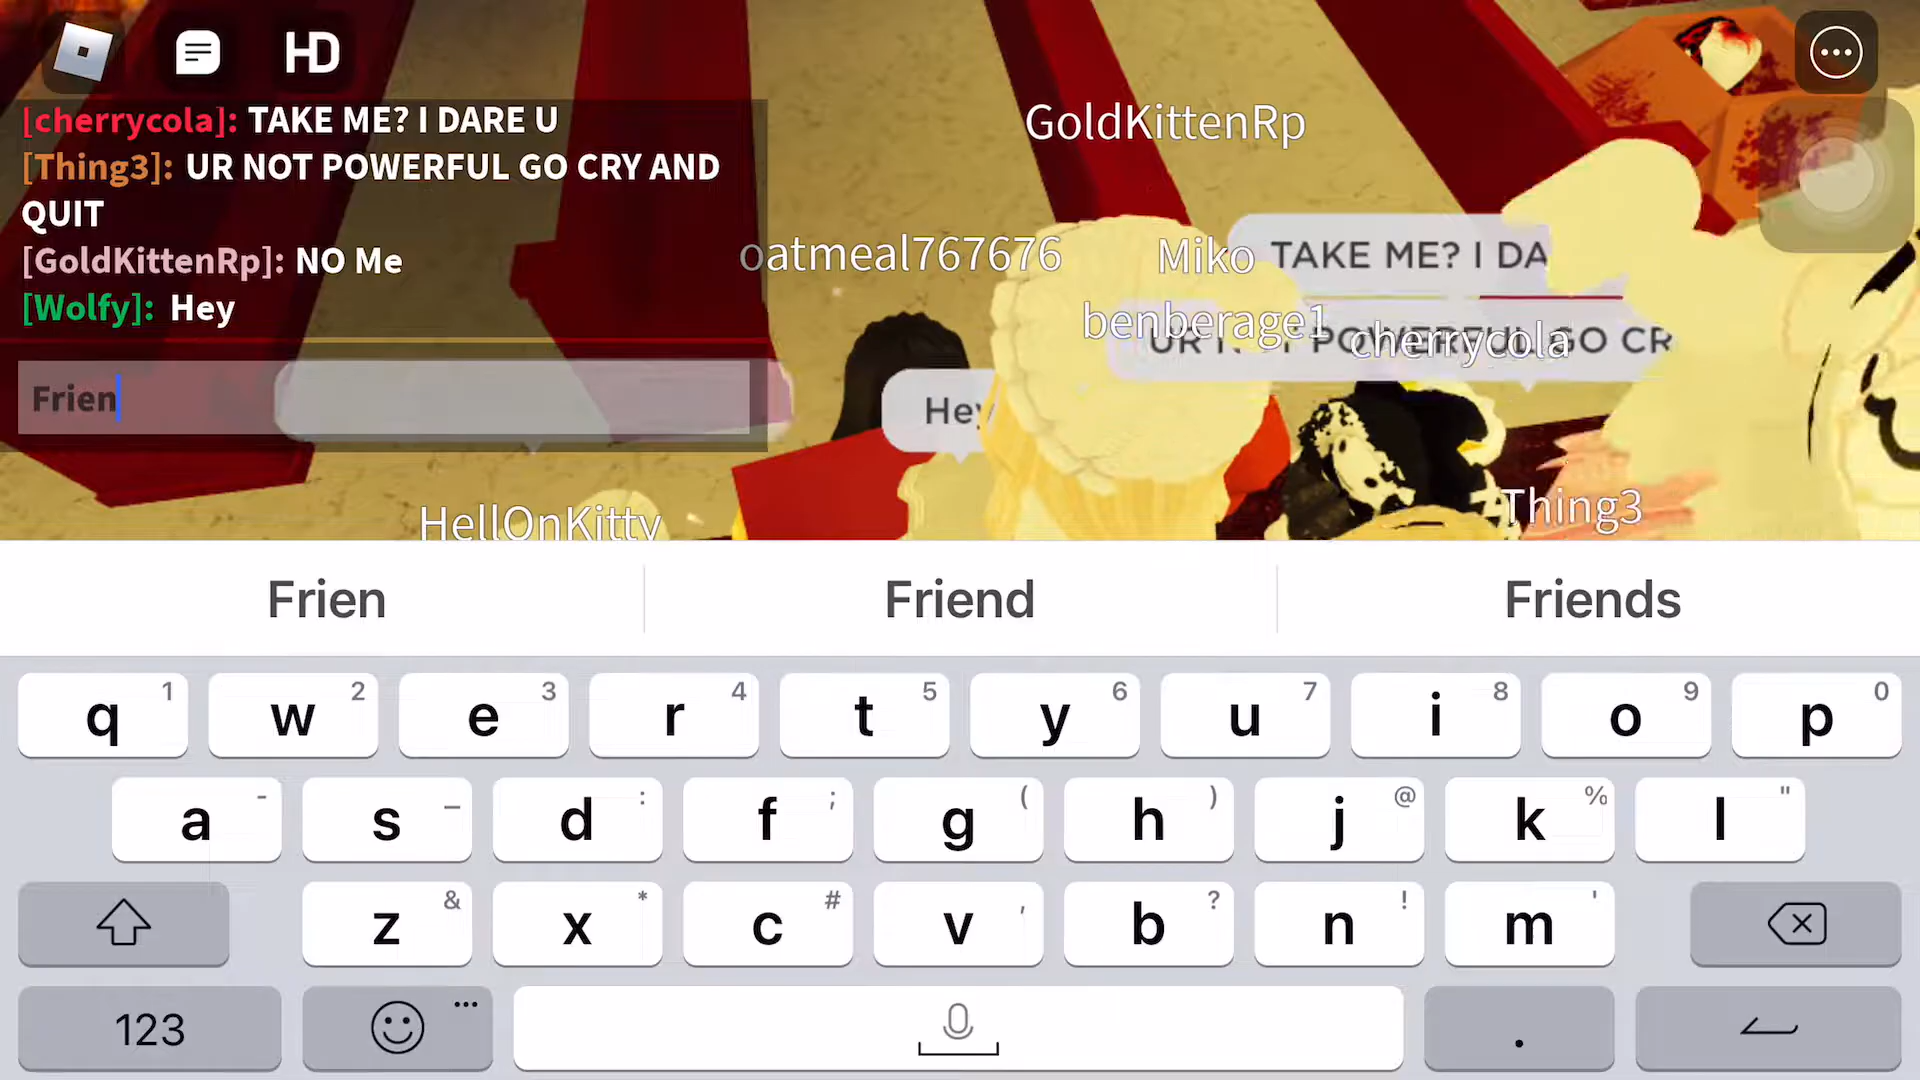 HD
[cherrycola]: TAKE ME? I DARE U
[Thing3]: UR NOT POWERFUL GO CRY AND
QUIT
[GoldKittenRp]: NO Me
[Wolfy]: Hey
Frien
GoldKittenRp
oatmeal767676
Miko
TAKE ME? I DA
benberage1
cherrycola
UR POWERFUL GO CR
Hey
HellOnKitty
Thing3
Frien Friend Friends
q 1 w 2 e 3 r 4 t 5 y 6 u 7 i 8 o 9 p 0
a - s _ d : f ; g ( h ) j @ k % l "
z & x * c # v , b ? n ! m '
123 .